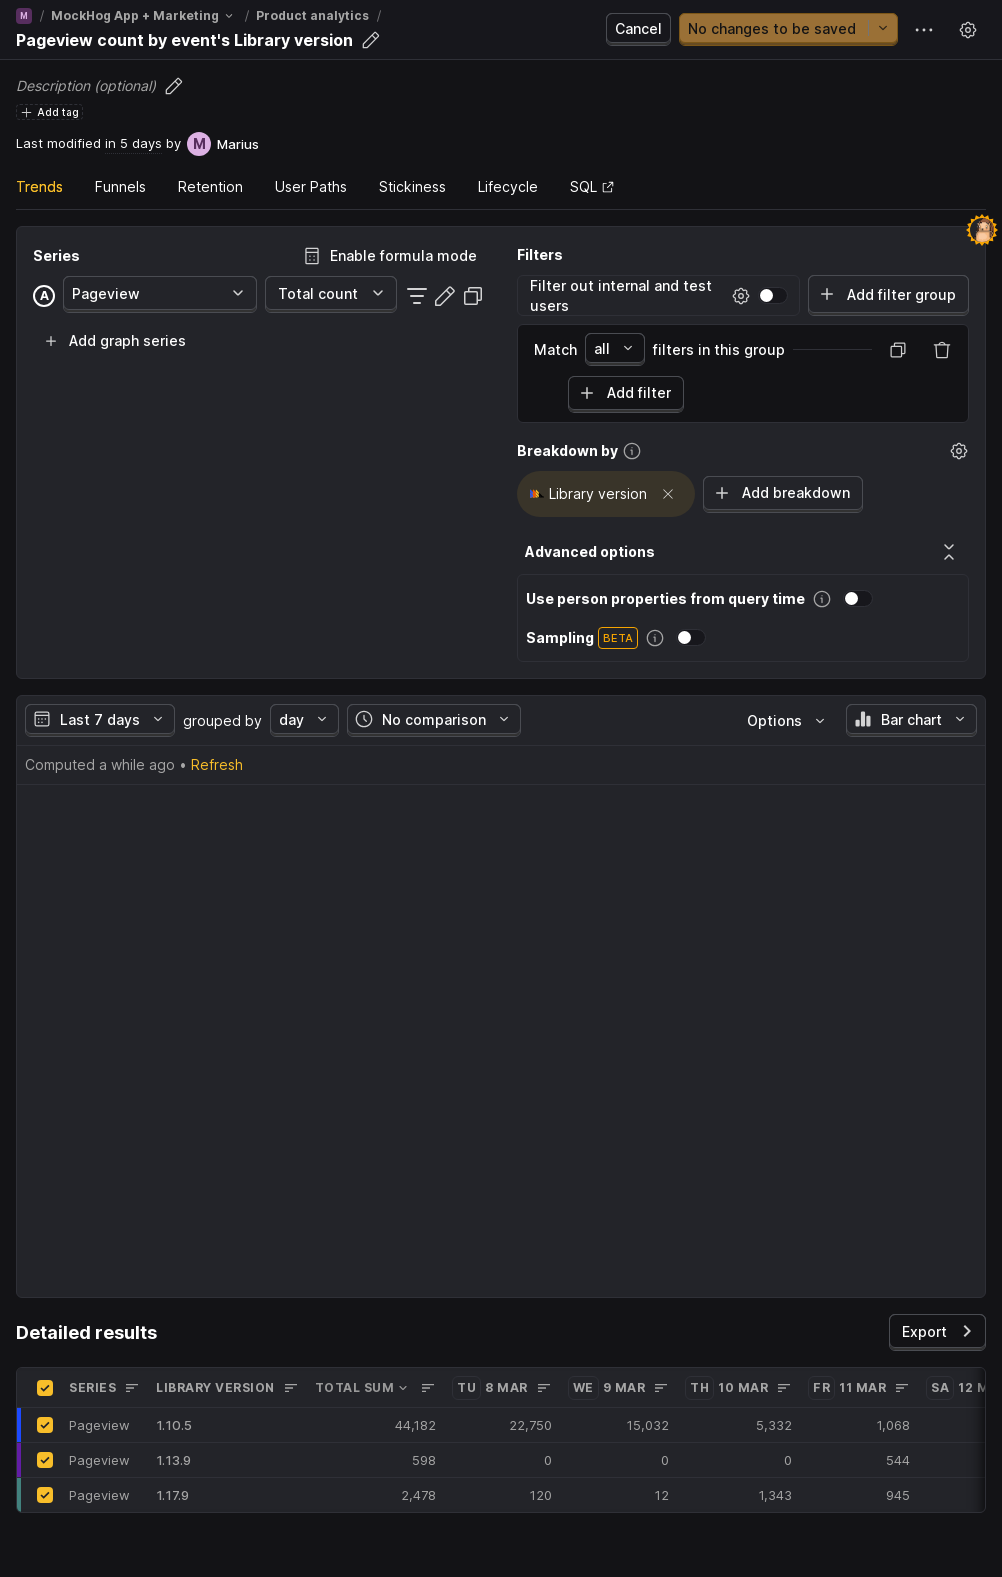 M / MockHog App + Marketing / Product analytics /
Pageview count by event's Library version
Cancel
No changes to be saved
Description (optional)
Add tag
Last modified in 5 days by M Marius
Trends Funnels Retention User Paths Stickiness Lifecycle SQL
Series
Enable formula mode
A Pageview Total count
Add graph series
Filters
Filter out internal and test
users
Add filter group
Match all filters in this group
Add filter
Breakdown by
Library version
Add breakdown
Advanced options
Use person properties from query time
Sampling BETA
Last 7 days grouped by day No comparison Options Bar chart
Computed a while ago • Refresh
Detailed results
Export
SERIES LIBRARY VERSION TOTAL SUM TU 8 MAR WE 9 MAR TH 10 MAR FR 11 MAR SA 12 M
Pageview 1.10.5 44,182 22,750 15,032 5,332 1,068
Pageview 1.13.9 598 0 0 0 544
Pageview 1.17.9 2,478 120 12 1,343 945